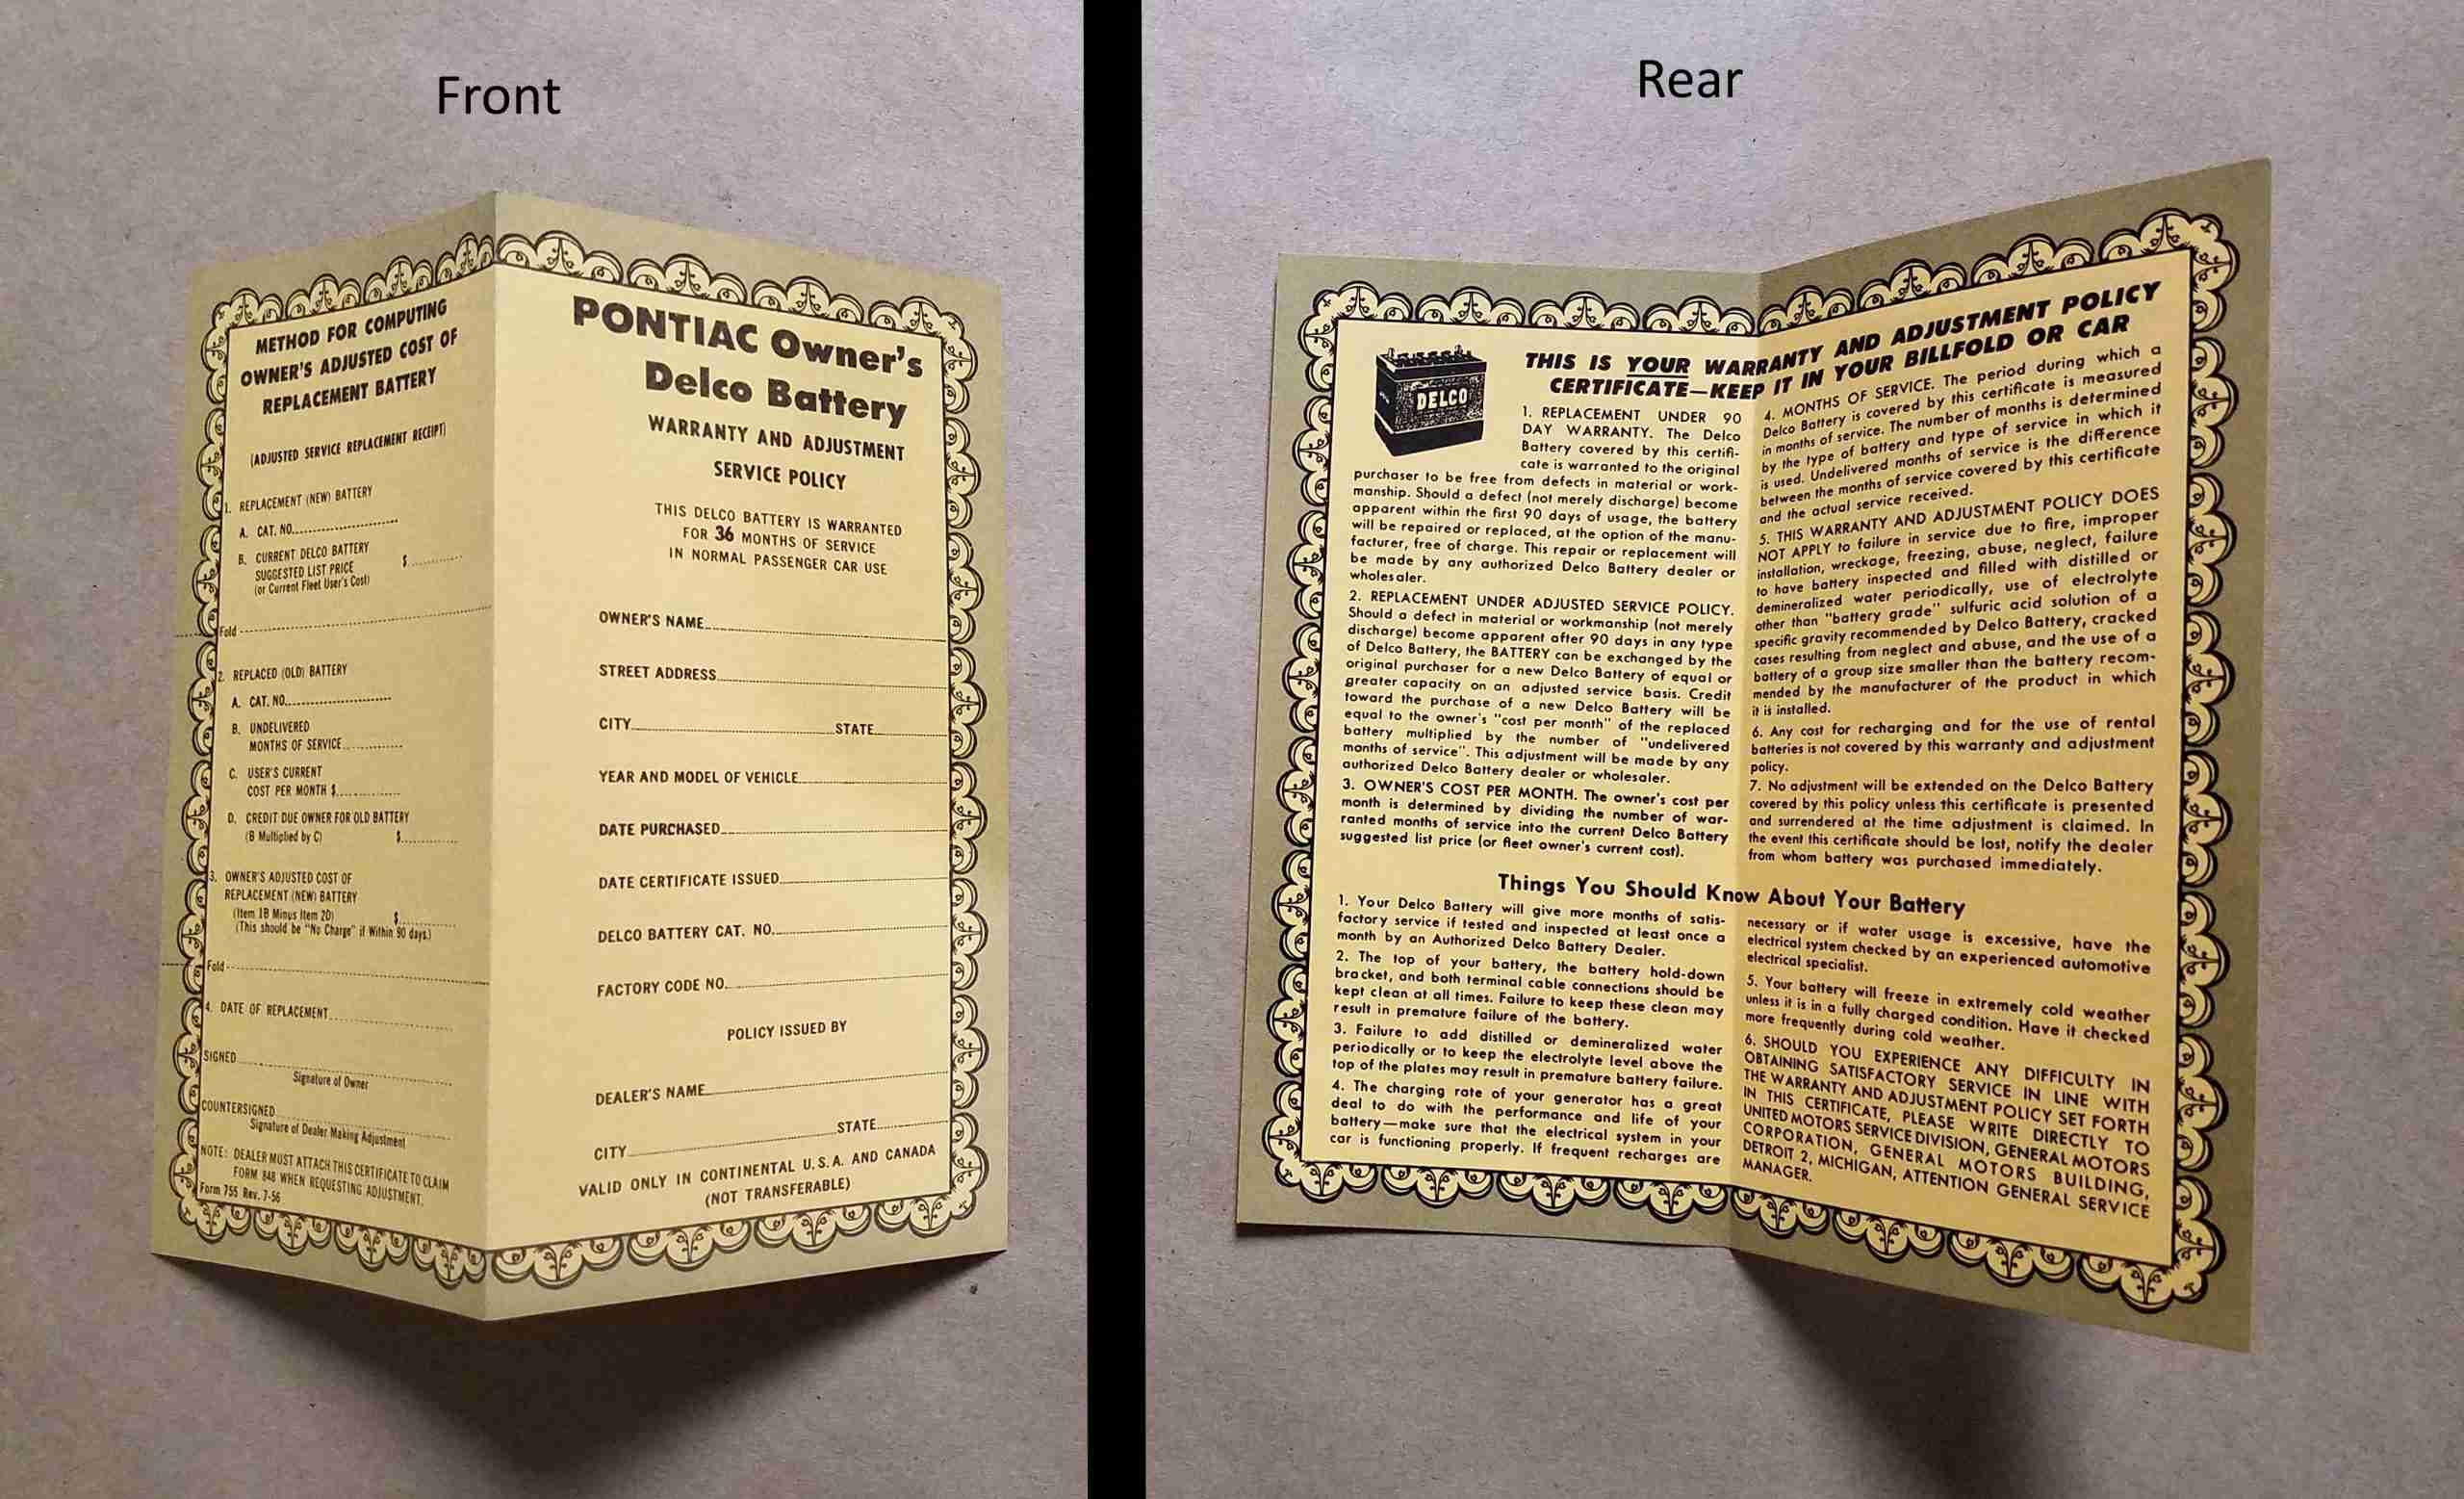 Front
METHOD FOR COMPUTING
OWNER'S ADJUSTED COST OF
REPLACEMENT BATTERY
(ADJUSTED SERVICE REPLACEMENT RECEIPT)
1. REPLACEMENT (NEW) BATTERY
A. CAT. NO.
B. CURRENT DELCO BATTERY
SUGGESTED LIST PRICE $
(or Current Fleet User's Cost)
Fold
2. REPLACED (OLD) BATTERY
A. CAT. NO.
B. UNDELIVERED
MONTHS OF SERVICE
C. USER'S CURRENT
COST PER MONTH $
D. CREDIT DUE OWNER FOR OLD BATTERY
(B Multiplied by C) $
3. OWNER'S ADJUSTED COST OF
REPLACEMENT (NEW) BATTERY
(Item 1B Minus Item 2D) $
(This should be "No Charge" if Within 90 days.)
Fold
4. DATE OF REPLACEMENT
SIGNED
Signature of Owner
COUNTERSIGNED
Signature of Dealer Making Adjustment
NOTE: DEALER MUST ATTACH THIS CERTIFICATE TO CLAIM
FORM 848 WHEN REQUESTING ADJUSTMENT.
Form 755 Rev. 7-56
PONTIAC Owner's
Delco Battery
WARRANTY AND ADJUSTMENT
SERVICE POLICY
THIS DELCO BATTERY IS WARRANTED
FOR 36 MONTHS OF SERVICE
IN NORMAL PASSENGER CAR USE
OWNER'S NAME
STREET ADDRESS
CITY STATE
YEAR AND MODEL OF VEHICLE
DATE PURCHASED
DATE CERTIFICATE ISSUED
DELCO BATTERY CAT. NO.
FACTORY CODE NO.
POLICY ISSUED BY
DEALER'S NAME
CITY STATE
VALID ONLY IN CONTINENTAL U.S.A. AND CANADA
(NOT TRANSFERABLE)
Rear
THIS IS YOUR WARRANTY AND ADJUSTMENT POLICY
CERTIFICATE—KEEP IT IN YOUR BILLFOLD OR CAR
DELCO
1. REPLACEMENT UNDER 90
DAY WARRANTY. The Delco
Battery covered by this certifi-
cate is warranted to the original
purchaser to be free from defects in material or work-
manship. Should a defect (not merely discharge) become
apparent within the first 90 days of usage, the battery
will be repaired or replaced, at the option of the manu-
facturer, free of charge. This repair or replacement will
be made by any authorized Delco Battery dealer or
wholesaler.
2. REPLACEMENT UNDER ADJUSTED SERVICE POLICY.
Should a defect in material or workmanship (not merely
discharge) become apparent after 90 days in any type
of Delco Battery, the BATTERY can be exchanged by the
original purchaser for a new Delco Battery of equal or
greater capacity on an adjusted service basis. Credit
toward the purchase of a new Delco Battery will be
equal to the owner's "cost per month" of the replaced
battery multiplied by the number of "undelivered
months of service". This adjustment will be made by any
authorized Delco Battery dealer or wholesaler.
3. OWNER'S COST PER MONTH. The owner's cost per
month is determined by dividing the number of war-
ranted months of service into the current Delco Battery
suggested list price (or fleet owner's current cost).
4. MONTHS OF SERVICE. The period during which a
Delco Battery is covered by this certificate is measured
in months of service. The number of months is determined
by the type of battery and type of service in which it
is used. Undelivered months of service is the difference
between the months of service covered by this certificate
and the actual service received.
5. THIS WARRANTY AND ADJUSTMENT POLICY DOES
NOT APPLY to failure in service due to fire, improper
installation, wreckage, freezing, abuse, neglect, failure
to have battery inspected and filled with distilled or
demineralized water periodically, use of electrolyte
other than "battery grade" sulfuric acid solution of a
specific gravity recommended by Delco Battery, cracked
cases resulting from neglect and abuse, and the use of a
battery of a group size smaller than the battery recom-
mended by the manufacturer of the product in which
it is installed.
6. Any cost for recharging and for the use of rental
batteries is not covered by this warranty and adjustment
policy.
7. No adjustment will be extended on the Delco Battery
covered by this policy unless this certificate is presented
and surrendered at the time adjustment is claimed. In
the event this certificate should be lost, notify the dealer
from whom battery was purchased immediately.
Things You Should Know About Your Battery
1. Your Delco Battery will give more months of satis-
factory service if tested and inspected at least once a
month by an Authorized Delco Battery Dealer.
2. The top of your battery, the battery hold-down
bracket, and both terminal cable connections should be
kept clean at all times. Failure to keep these clean may
result in premature failure of the battery.
3. Failure to add distilled or demineralized water
periodically or to keep the electrolyte level above the
top of the plates may result in premature battery failure.
4. The charging rate of your generator has a great
deal to do with the performance and life of your
battery—make sure that the electrical system in your
car is functioning properly. If frequent recharges are
necessary or if water usage is excessive, have the
electrical system checked by an experienced automotive
electrical specialist.
5. Your battery will freeze in extremely cold weather
unless it is in a fully charged condition. Have it checked
more frequently during cold weather.
6. SHOULD YOU EXPERIENCE ANY DIFFICULTY IN
OBTAINING SATISFACTORY SERVICE IN LINE WITH
THE WARRANTY AND ADJUSTMENT POLICY SET FORTH
IN THIS CERTIFICATE, PLEASE WRITE DIRECTLY TO
UNITED MOTORS SERVICE DIVISION, GENERAL MOTORS
CORPORATION, GENERAL MOTORS BUILDING,
DETROIT 2, MICHIGAN, ATTENTION GENERAL SERVICE
MANAGER.